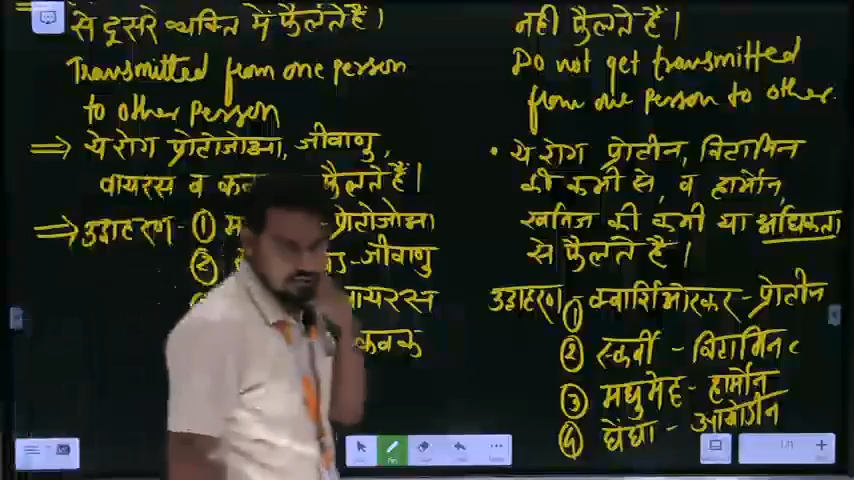 से दूसरे व्यक्ति में फैलते हैं।
Transmitted from one person
to other person
⇒ ये रोग प्रोटोजोआ, जीवाणु,
वायरस व फैलते हैं।
⇒ उदाहरण - ① प्रोटोजोआ
② - जीवाणु
वायरस
कवक
नही फैलते हैं।
Do not get transmitted
from one person to other.
• ये रोग प्रोटीन, विटामिन
की कमी से, व हार्मोन,
खनिज की कमी या अधिकता
से फैलते हैं।
उदाहरण - ① क्वाशिओरकर - प्रोटीन
② स्कर्वी - विटामिन c
③ मधुमेह - हार्मोन
④ घेंघा - आयोडीन
1/1